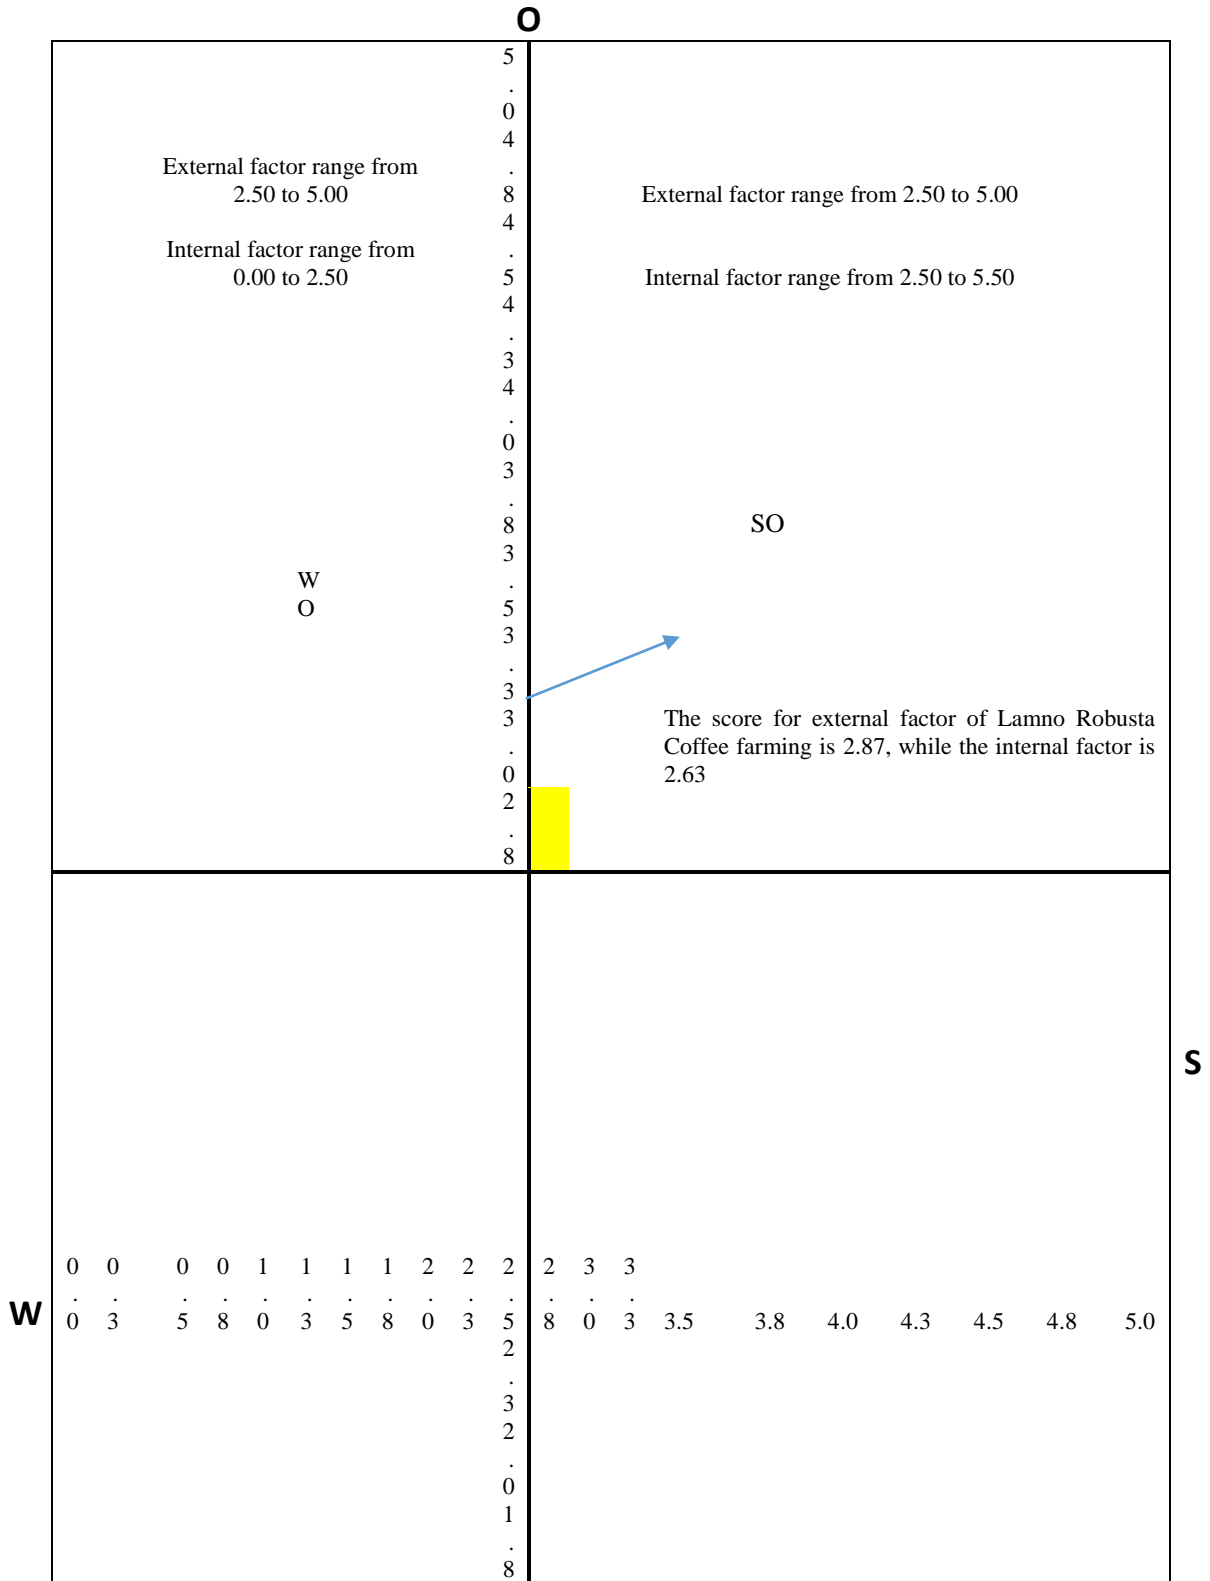 O
5.0
4.8
External factor range from
2.50 to 5.00
Internal factor range from
0.00 to 2.50
External factor range from 2.50 to 5.00
Internal factor range from 2.50 to 5.50
4.5
4.3
4.0
3.8
SO
W
O
3.5
3.3
The score for external factor of Lamno Robusta
Coffee farming is 2.87, while the internal factor is
2.63
3.0
2.8
S
W
0.0 0.3 0.5 0.8 1.0 1.3 1.5 1.8 2.0 2.3 2.5 2.8 3.0 3.3 3.5 3.8 4.0 4.3 4.5 4.8 5.0
2.3
2.0
1.8